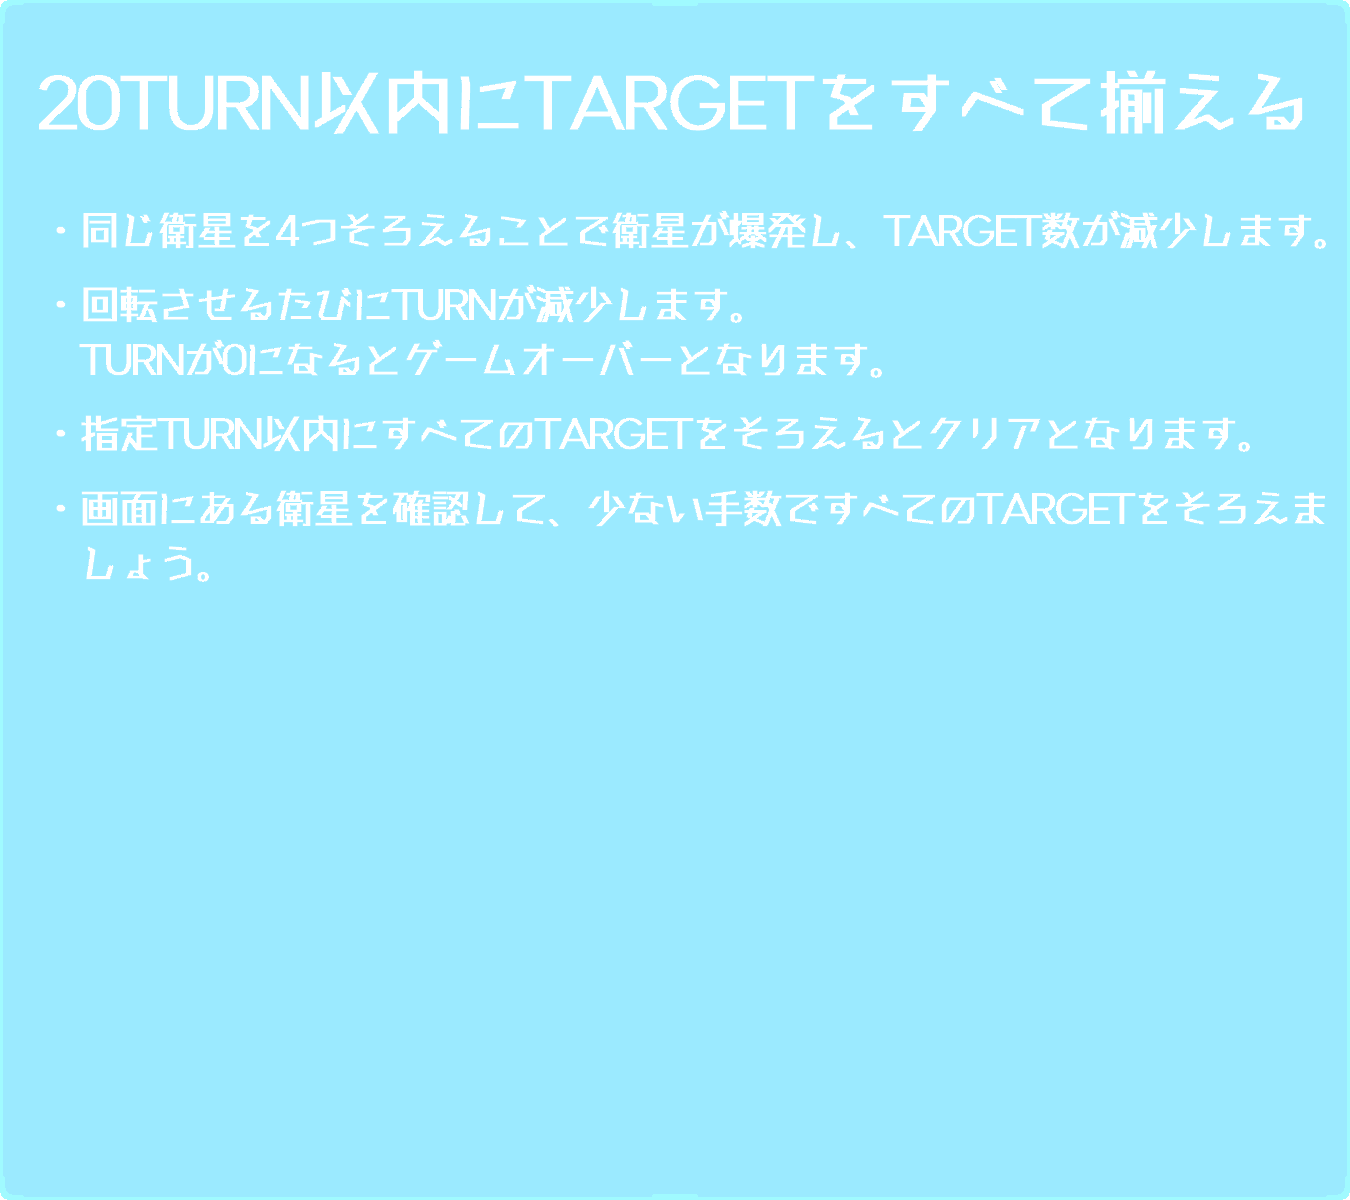 20TURN以内にTARGETをすべて揃える
・同じ衛星を4つそろえることで衛星が爆発し、TARGET数が減少します。
・回転させるたびにTURNが減少します。
TURNが0になるとゲームオーバーとなります。
・指定TURN以内にすべてのTARGETをそろえるとクリアとなります。
・画面にある衛星を確認して、少ない手数ですべてのTARGETをそろえま
しょう。